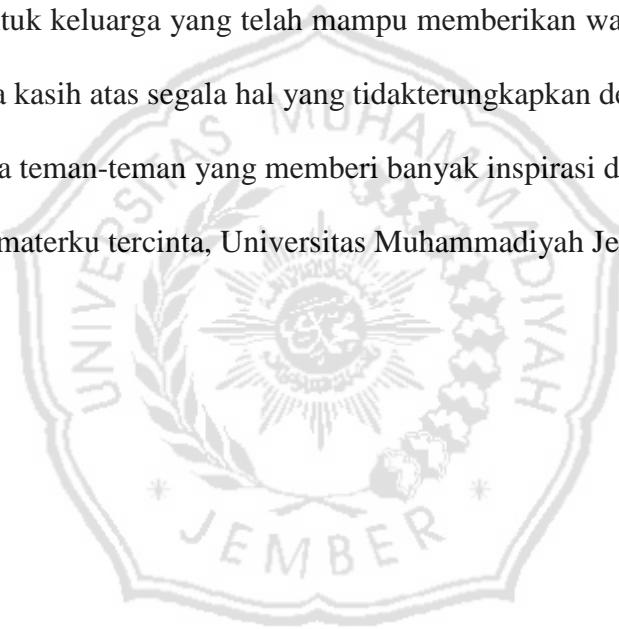 tuk keluarga yang telah mampu memberikan wa
a kasih atas segala hal yang tidakterungkapkan de
a teman-teman yang memberi banyak inspirasi d
materku tercinta, Universitas Muhammadiyah Je
UNIVERSITAS MUHAMMADIYAH
* JEMBER *